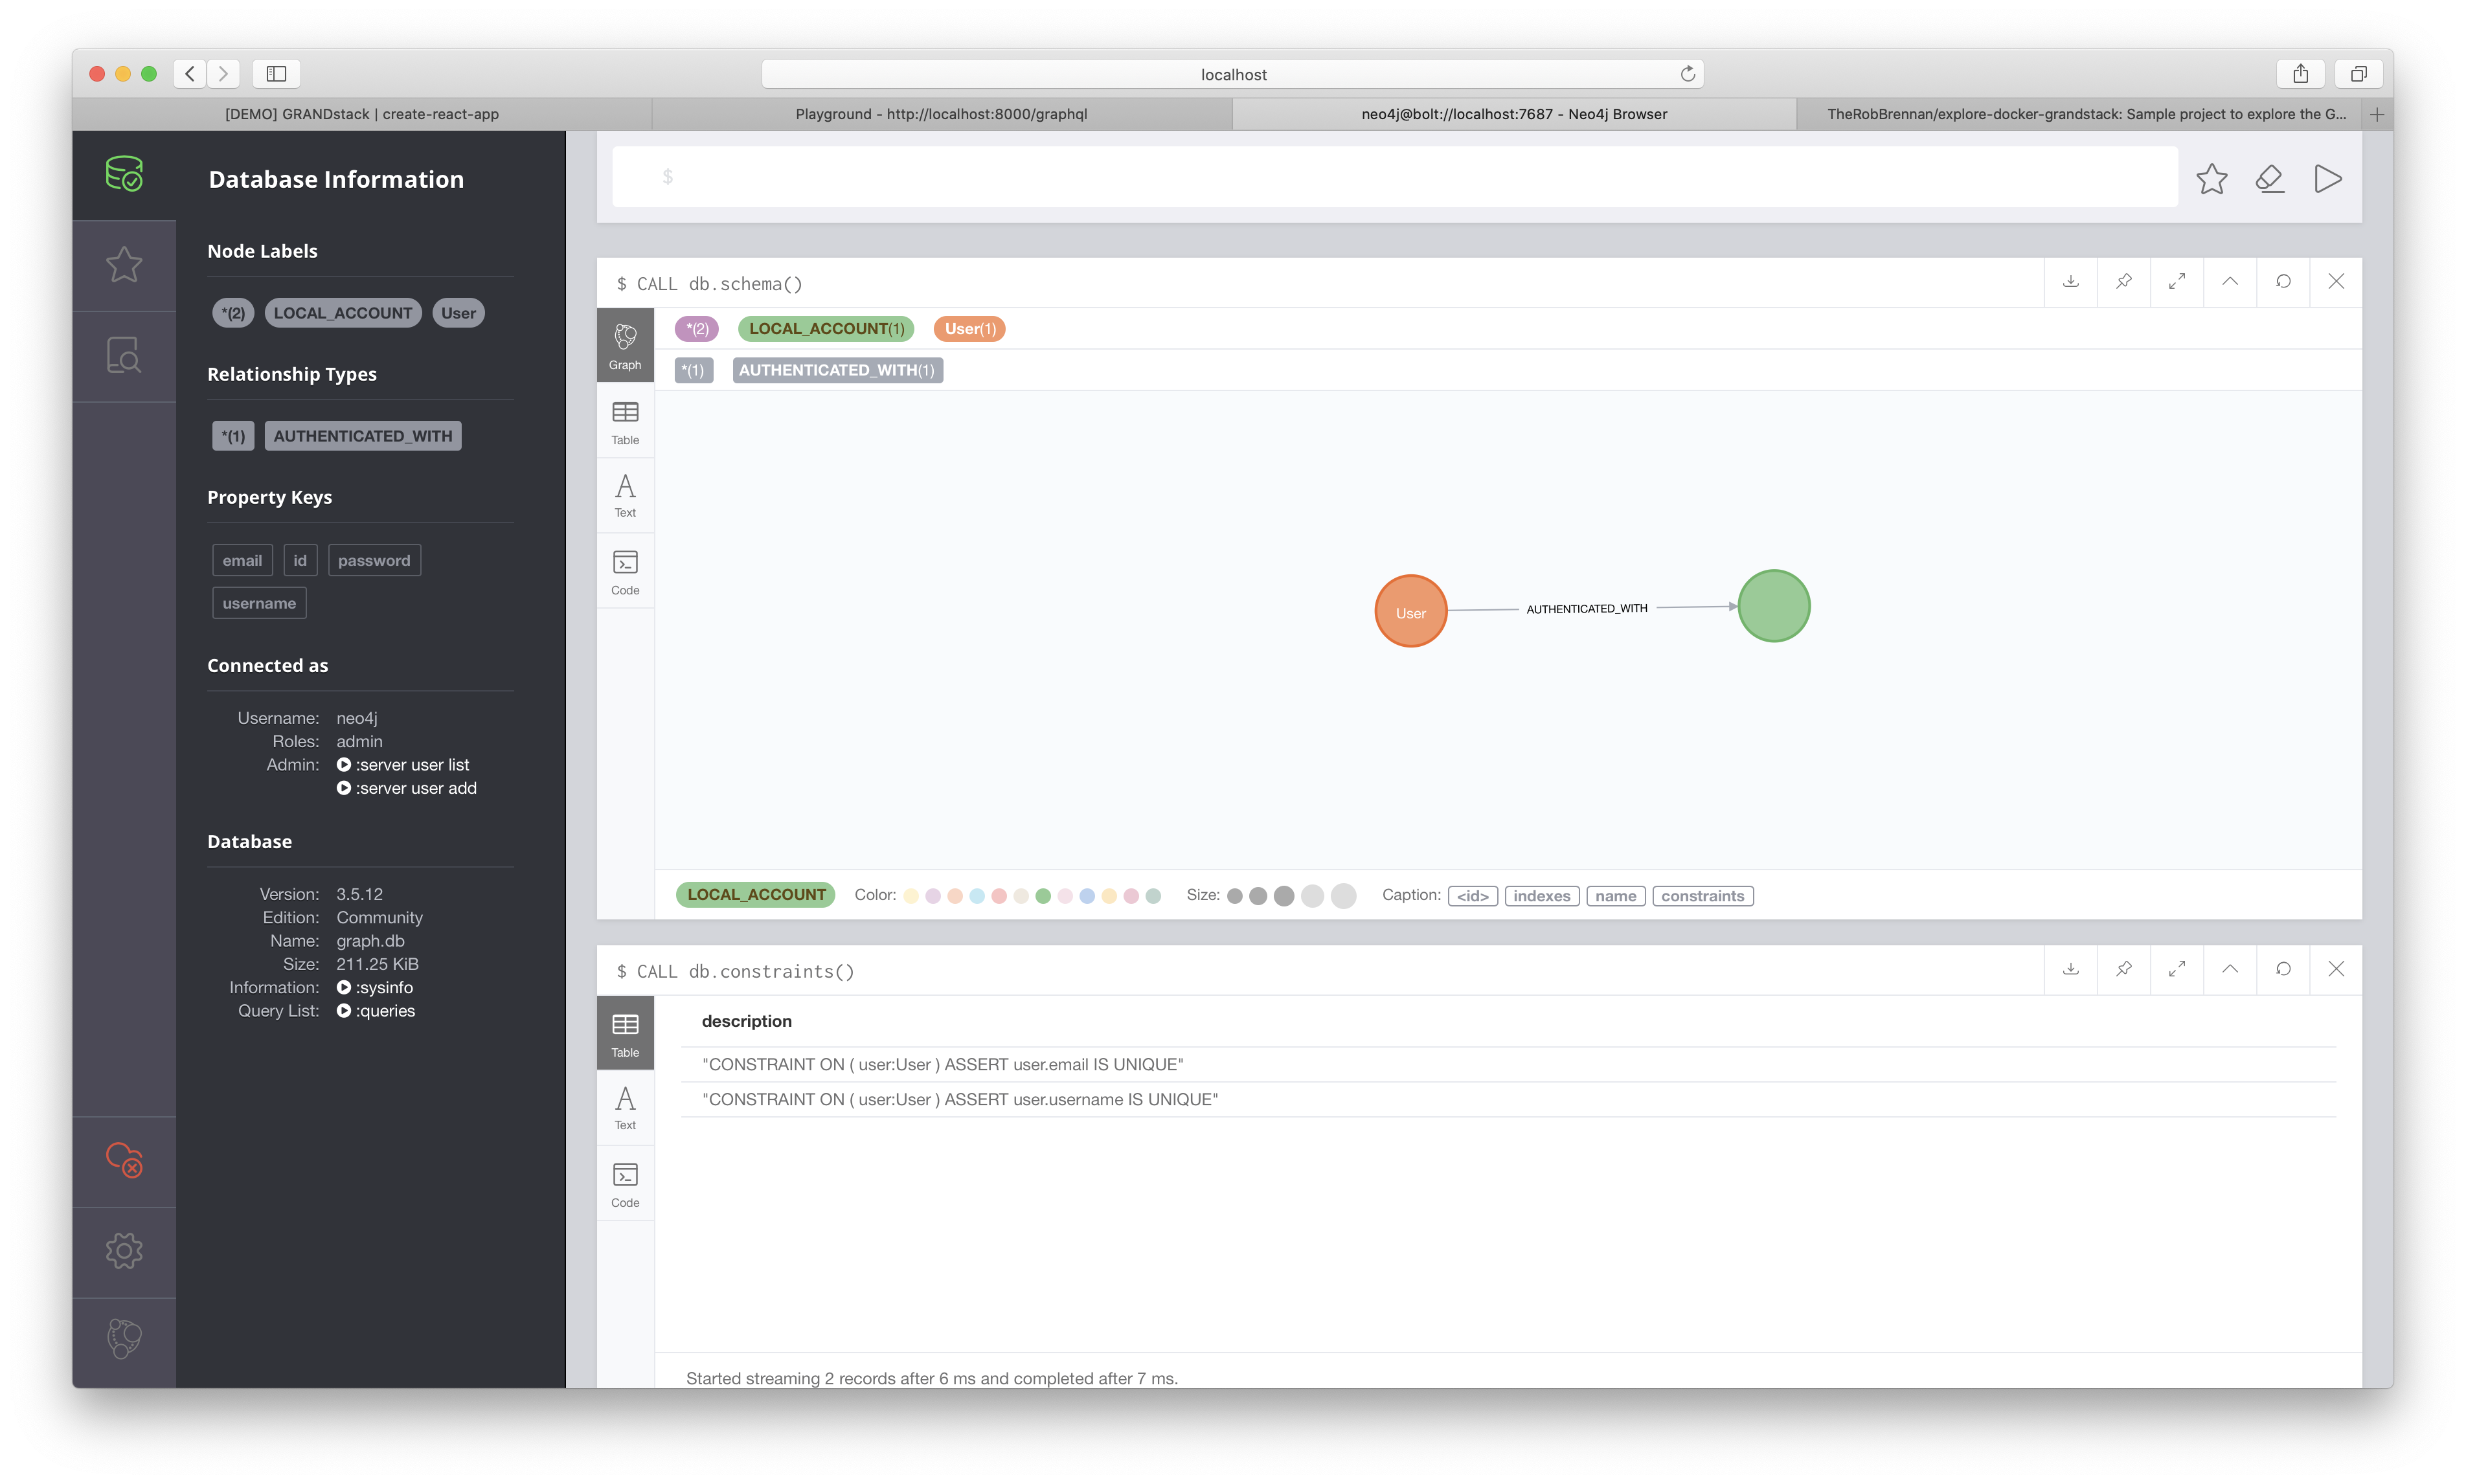 localhost
[DEMO] GRANDstack | create-react-app
Playground - http://localhost:8000/graphql
neo4j@bolt://localhost:7687 - Neo4j Browser
TheRobBrennan/explore-docker-grandstack: Sample project to explore the G...
Database Information
Node Labels
*(2) LOCAL_ACCOUNT User
Relationship Types
*(1) AUTHENTICATED_WITH
Property Keys
email id password
username
Connected as
Username: neo4j
Roles: admin
Admin: :server user list
:server user add
Database
Version: 3.5.12
Edition: Community
Name: graph.db
Size: 211.25 KiB
Information: :sysinfo
Query List: :queries
$
$ CALL db.schema()
Graph
Table
Text
Code
*(2) LOCAL_ACCOUNT(1) User(1)
*(1) AUTHENTICATED_WITH(1)
User AUTHENTICATED_WITH
LOCAL_ACCOUNT Color: Size: Caption: <id> indexes name constraints
$ CALL db.constraints()
Table
Text
Code
description
"CONSTRAINT ON ( user:User ) ASSERT user.email IS UNIQUE"
"CONSTRAINT ON ( user:User ) ASSERT user.username IS UNIQUE"
Started streaming 2 records after 6 ms and completed after 7 ms.